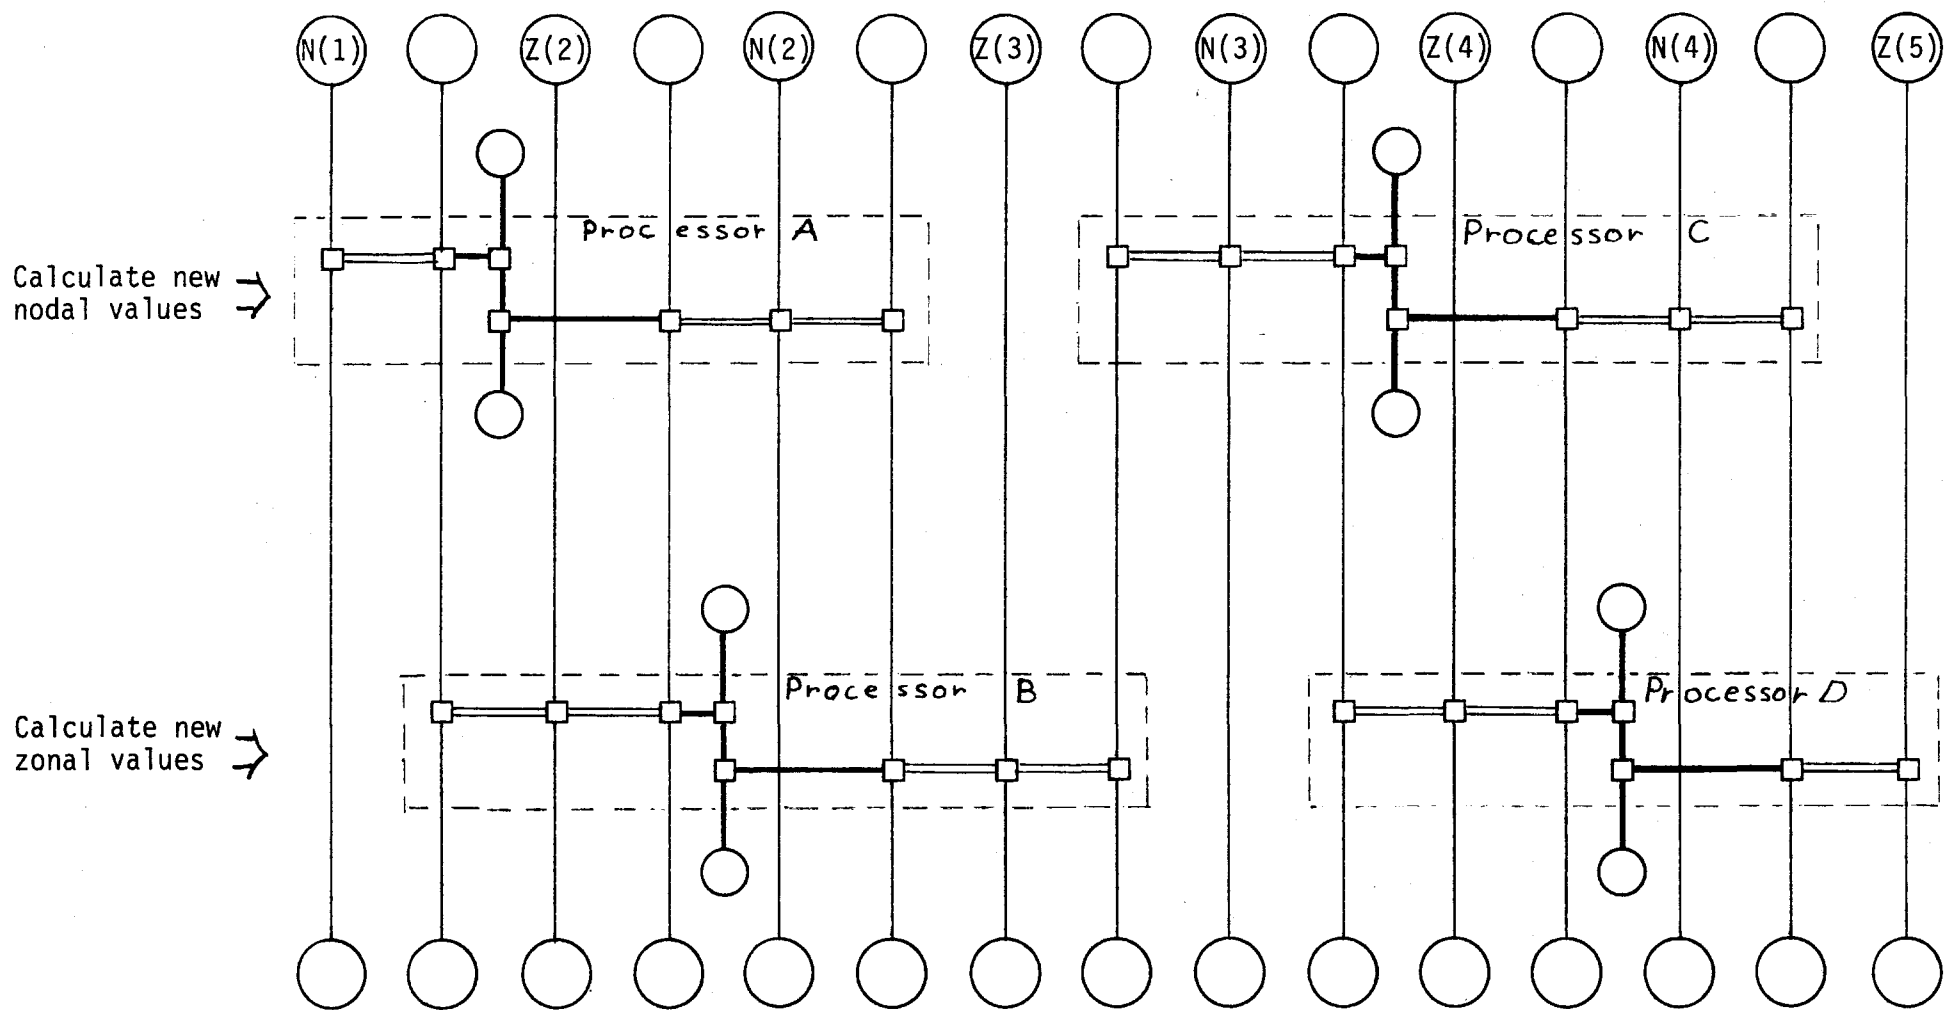 N(1) Z(2) N(2) Z(3) N(3) Z(4) N(4) Z(5)
Processor A
Processor C
Calculate new
nodal values
Processor B
Processor D
Calculate new
zonal values